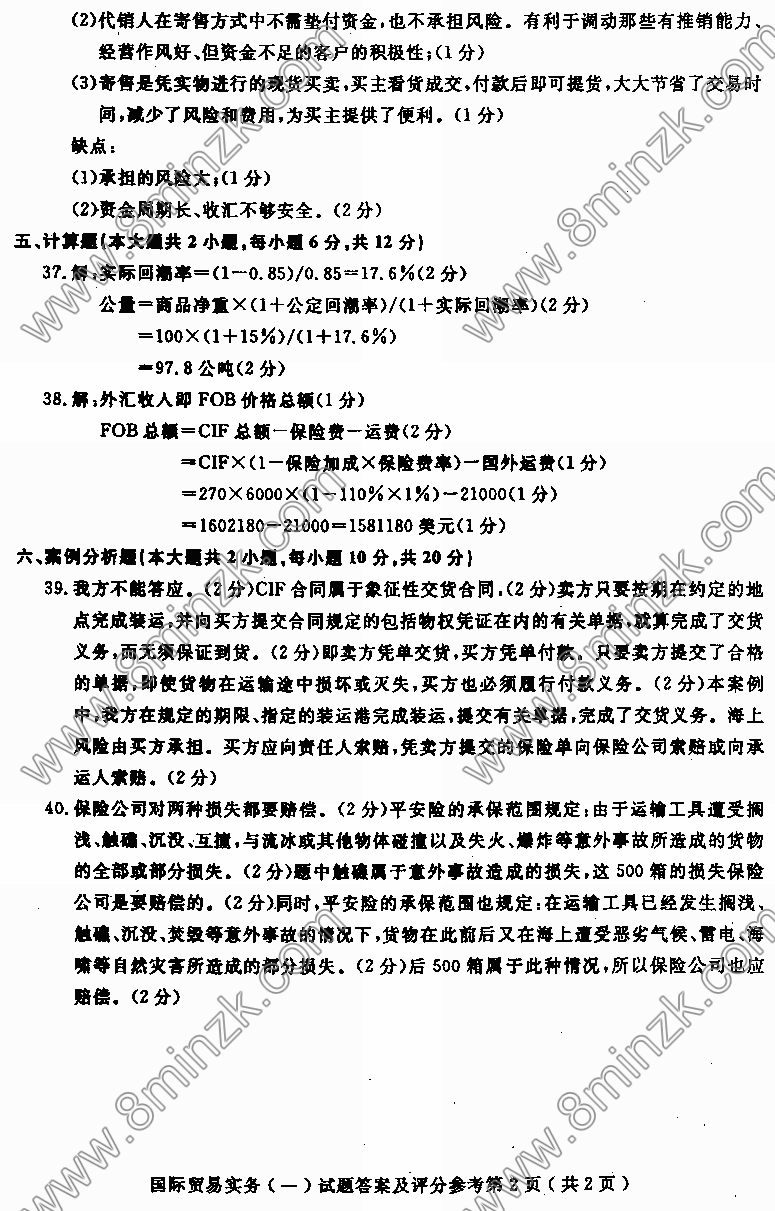 (2)代销人在寄售方式中不需垫付资金,也不承担风险。有利于调动那些有推销能力、
经营作风好、但资金不足的客户的积极性;(1分)
(3)寄售是凭实物进行的现货买卖,买主看货成交,付款后即可提货,大大节省了交易时
间,减少了风险和费用,为买主提供了便利。(1分)
缺点:
(1)承担的风险大;(1分)
(2)资金周期长、收汇不够安全。(2分)
五、计算题(本大题共2小题,每小题6分,共12分)
37.解:实际回潮率=(1-0.85)/0.85=17.6%(2分)
公量=商品净重×(1+公定回潮率)/(1+实际回潮率)(2分)
=100×(1+15%)/(1+17.6%)
=97.8公吨(2分)
38.解:外汇收入即FOB价格总额(1分)
FOB总额=CIF总额-保险费-运费(2分)
=CIF×(1-保险加成×保险费率)-国外运费(1分)
=270×6000×(1-110%×1%)-21000(1分)
=1602180-21000=1581180美元(1分)
六、案例分析题(本大题共2小题,每小题10分,共20分)
39.我方不能答应。(2分)CIF合同属于象征性交货合同,(2分)卖方只要按期在约定的地
点完成装运,并向买方提交合同规定的包括物权凭证在内的有关单据,就算完成了交货
义务,而无须保证到货。(2分)即卖方凭单交货,买方凭单付款。只要卖方提交了合格
的单据,即使货物在运输途中损坏或灭失,买方也必须履行付款义务。(2分)本案例
中,我方在规定的期限、指定的装运港完成装运,提交有关单据,完成了交货义务。海上
风险由买方承担。买方应向责任人索赔,凭卖方提交的保险单向保险公司索赔或向承
运人索赔。(2分)
40.保险公司对两种损失都要赔偿。(2分)平安险的承保范围规定:由于运输工具遭受搁
浅、触礁、沉没、互撞,与流冰或其他物体碰撞以及失火、爆炸等意外事故所造成的货物
的全部或部分损失。(2分)题中触礁属于意外事故造成的损失,这500箱的损失保险
公司是要赔偿的。(2分)同时,平安险的承保范围也规定:在运输工具已经发生搁浅、
触礁、沉没、焚毁等意外事故的情况下,货物在此前后又在海上遭受恶劣气候、雷电、海
啸等自然灾害所造成的部分损失。(2分)后500箱属于此种情况,所以保险公司也应
赔偿。(2分)
国际贸易实务(一)试题答案及评分参考第2页(共2页)
www.8minzk.com
www.8minzk.com
www.8minzk.com
www.8minzk.com
www.8minzk.com
www.8minzk.com